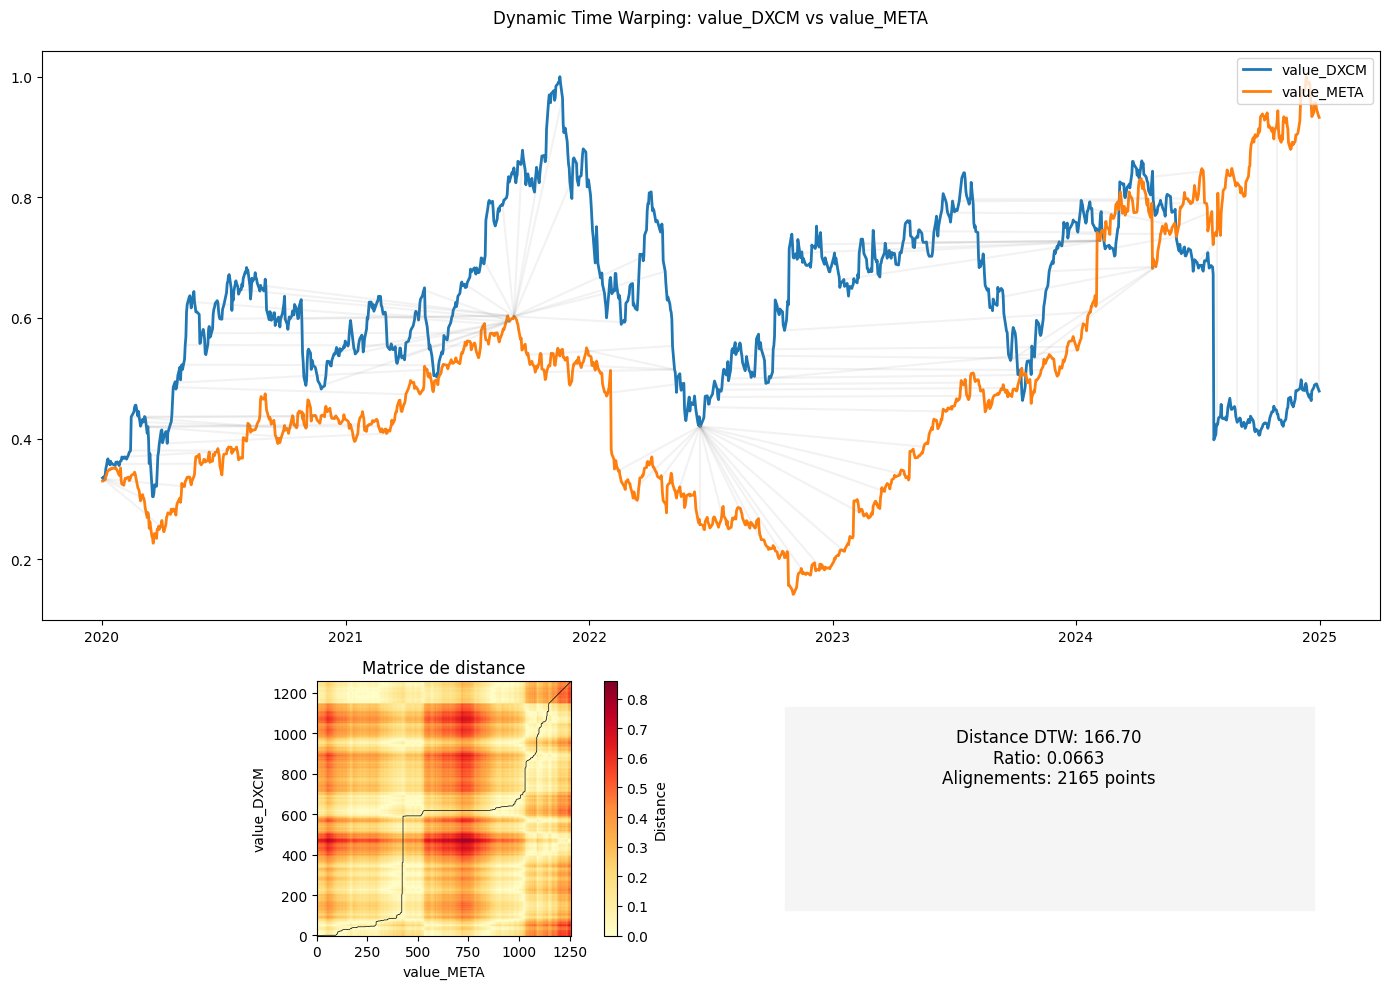 Dynamic Time Warping: value_DXCM vs value_META
value_DXCM
value_META
1.0
0.8
0.6
0.4
0.2
2020 2021 2022 2023 2024 2025
Matrice de distance
1200
1000
800
600
400
200
0
value_DXCM
0 250 500 750 1000 1250
value_META
0.8
0.7
0.6
0.5
0.4
0.3
0.2
0.1
0.0
Distance
Distance DTW: 166.70
Ratio: 0.0663
Alignements: 2165 points